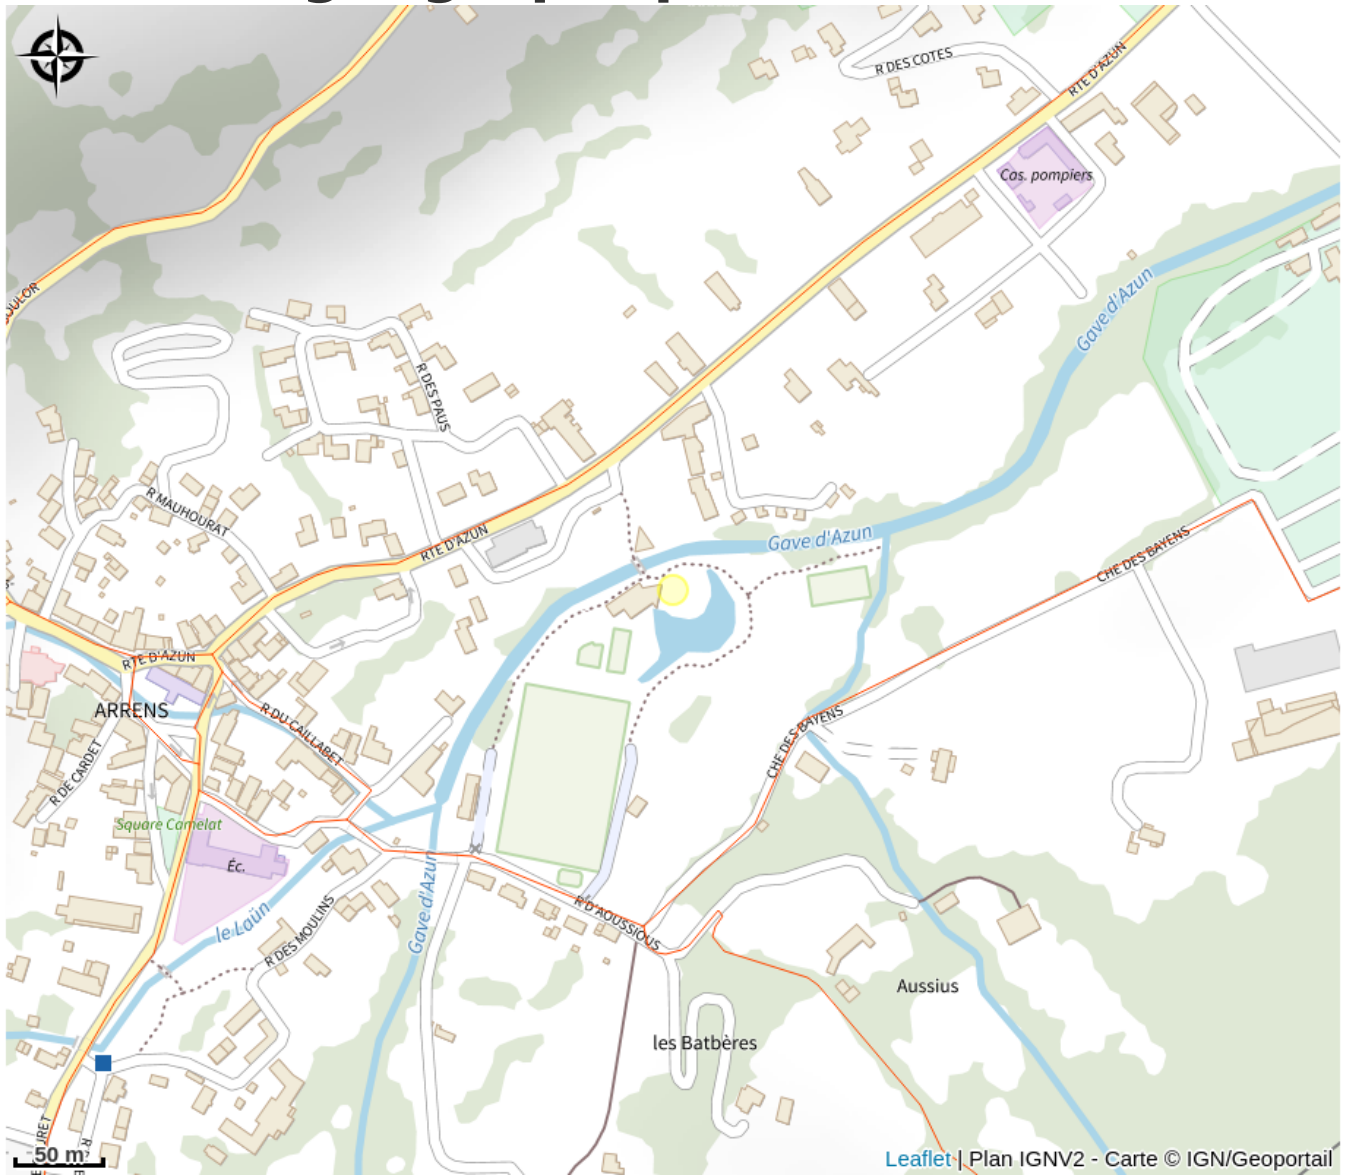 R DES COTES
RTE D'AZUN
Cas. pompiers
Gave d'Azun
R DES PAUS
R MAUHOURAT
RTE D'AZUN
Gave d'Azun
CHE DES BAYENS
RTE D'AZUN
ARRENS
R DU CAILLABET
CHE DES BAYENS
R DE CARDET
Square Camelat
Éc.
Gave d'Azun
le Laün
R DES MOULINS
R D'AOUSSIOUS
Aussius
les Batbères
50 m
Leaflet | Plan IGNV2 - Carte © IGN/Geoportail